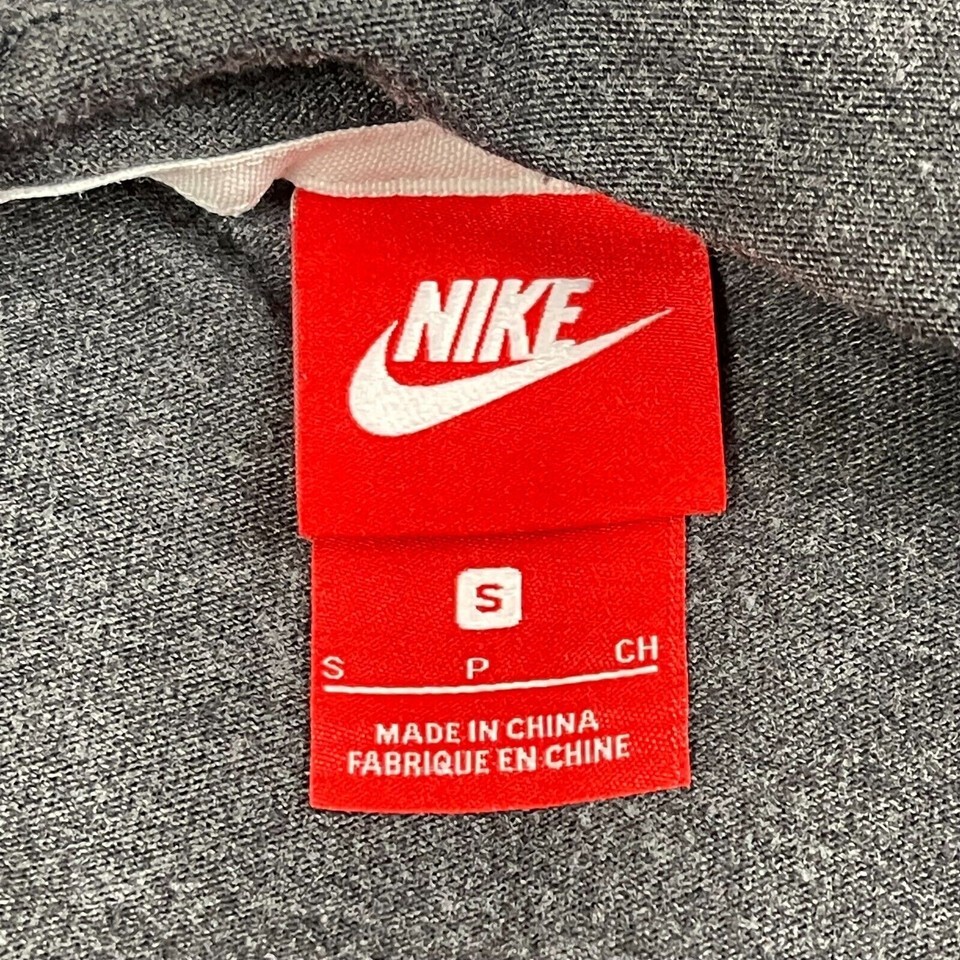 NIKE
S
S P CH
MADE IN CHINA
FABRIQUE EN CHINE